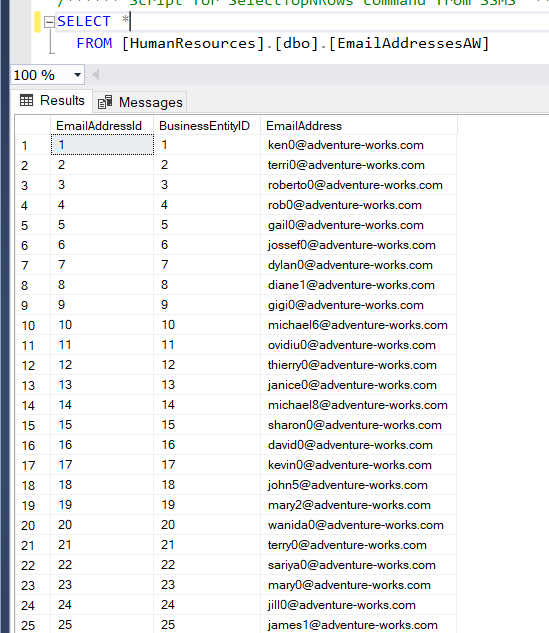 /****** Script for SelectTopNRows command from SSMS
SELECT *
FROM [HumanResources].[dbo].[EmailAddressesAW]
100 %
Results Messages
EmailAddressId BusinessEntityID EmailAddress
1 1 1 ken0@adventure-works.com
2 2 2 terri0@adventure-works.com
3 3 3 roberto0@adventure-works.com
4 4 4 rob0@adventure-works.com
5 5 5 gail0@adventure-works.com
6 6 6 jossef0@adventure-works.com
7 7 7 dylan0@adventure-works.com
8 8 8 diane1@adventure-works.com
9 9 9 gigi0@adventure-works.com
10 10 10 michael6@adventure-works.com
11 11 11 ovidiu0@adventure-works.com
12 12 12 thierry0@adventure-works.com
13 13 13 janice0@adventure-works.com
14 14 14 michael8@adventure-works.com
15 15 15 sharon0@adventure-works.com
16 16 16 david0@adventure-works.com
17 17 17 kevin0@adventure-works.com
18 18 18 john5@adventure-works.com
19 19 19 mary2@adventure-works.com
20 20 20 wanida0@adventure-works.com
21 21 21 terry0@adventure-works.com
22 22 22 sariya0@adventure-works.com
23 23 23 mary0@adventure-works.com
24 24 24 jill0@adventure-works.com
25 25 25 james1@adventure-works.com